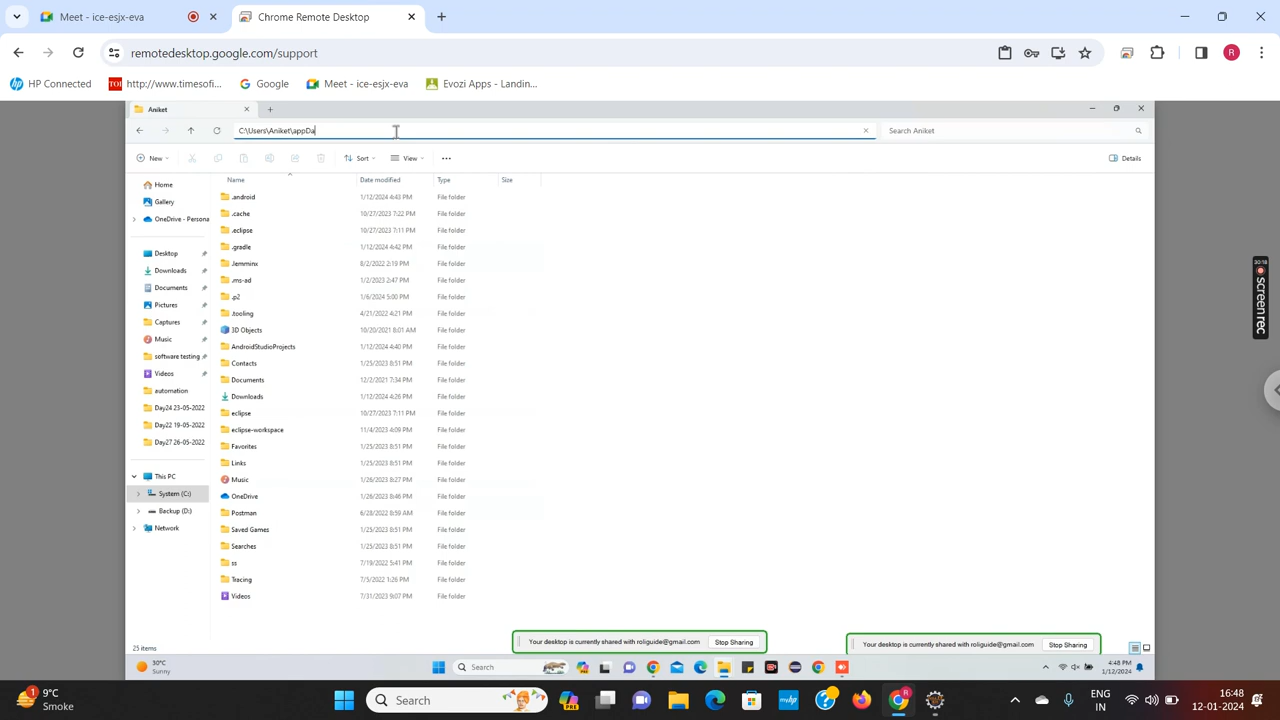 Meet - ice-esjx-eva
Chrome Remote Desktop
remotedesktop.google.com/support
R
HP Connected
TOI
http://www.timesofi...
Google
Meet - ice-esjx-eva
Evozi Apps - Landin...
Aniket
C:\Users\Aniket\appDa
Search Aniket
New
Sort
View
Details
Name
Date modified
Type
Size
Home
Gallery
OneDrive - Persona
Desktop
Downloads
Documents
Pictures
Captures
Music
software testing
Videos
automation
Day24 23-05-2022
Day22 19-05-2022
Day27 26-05-2022
This PC
System (C:)
Backup (D:)
Network
.android 1/12/2024 4:43 PM File folder
.cache 10/27/2023 7:22 PM File folder
.eclipse 10/27/2023 7:11 PM File folder
.gradle 1/12/2024 4:42 PM File folder
.lemminx 8/2/2022 2:19 PM File folder
.ms-ad 1/2/2023 2:47 PM File folder
.p2 1/6/2024 5:00 PM File folder
.tooling 4/21/2022 4:21 PM File folder
3D Objects 10/20/2021 8:01 AM File folder
AndroidStudioProjects 1/12/2024 4:40 PM File folder
Contacts 1/25/2023 8:51 PM File folder
Documents 12/2/2021 7:34 PM File folder
Downloads 1/12/2024 4:26 PM File folder
eclipse 10/27/2023 7:11 PM File folder
eclipse-workspace 11/4/2023 4:09 PM File folder
Favorites 1/25/2023 8:51 PM File folder
Links 1/25/2023 8:51 PM File folder
Music 1/26/2023 8:27 PM File folder
OneDrive 1/26/2023 8:46 PM File folder
Postman 6/28/2022 8:59 AM File folder
Saved Games 1/25/2023 8:51 PM File folder
Searches 1/25/2023 8:51 PM File folder
ss 7/19/2022 5:41 PM File folder
Tracing 7/5/2022 1:26 PM File folder
Videos 7/31/2023 9:07 PM File folder
25 items
Your desktop is currently shared with roliguide@gmail.com Stop Sharing
Your desktop is currently shared with roliguide@gmail.com Stop Sharing
30°C
Sunny
Search
4:48 PM
1/12/2024
30:18
screenrec
1
9°C
Smoke
Search
ENG
IN
16:48
12-01-2024